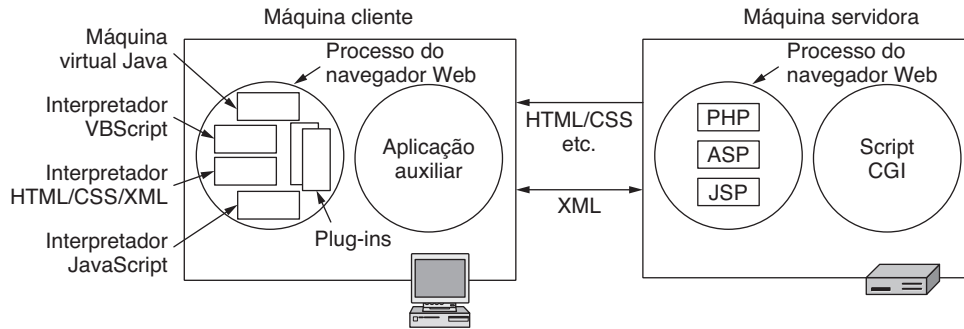 Máquina cliente
Máquina servidora
Máquina
virtual Java
Interpretador
VBScript
Interpretador
HTML/CSS/XML
Interpretador
JavaScript
Processo do
navegador Web
Plug-ins
Aplicação
auxiliar
HTML/CSS
etc.
XML
Processo do
navegador Web
PHP
ASP
JSP
Script
CGI